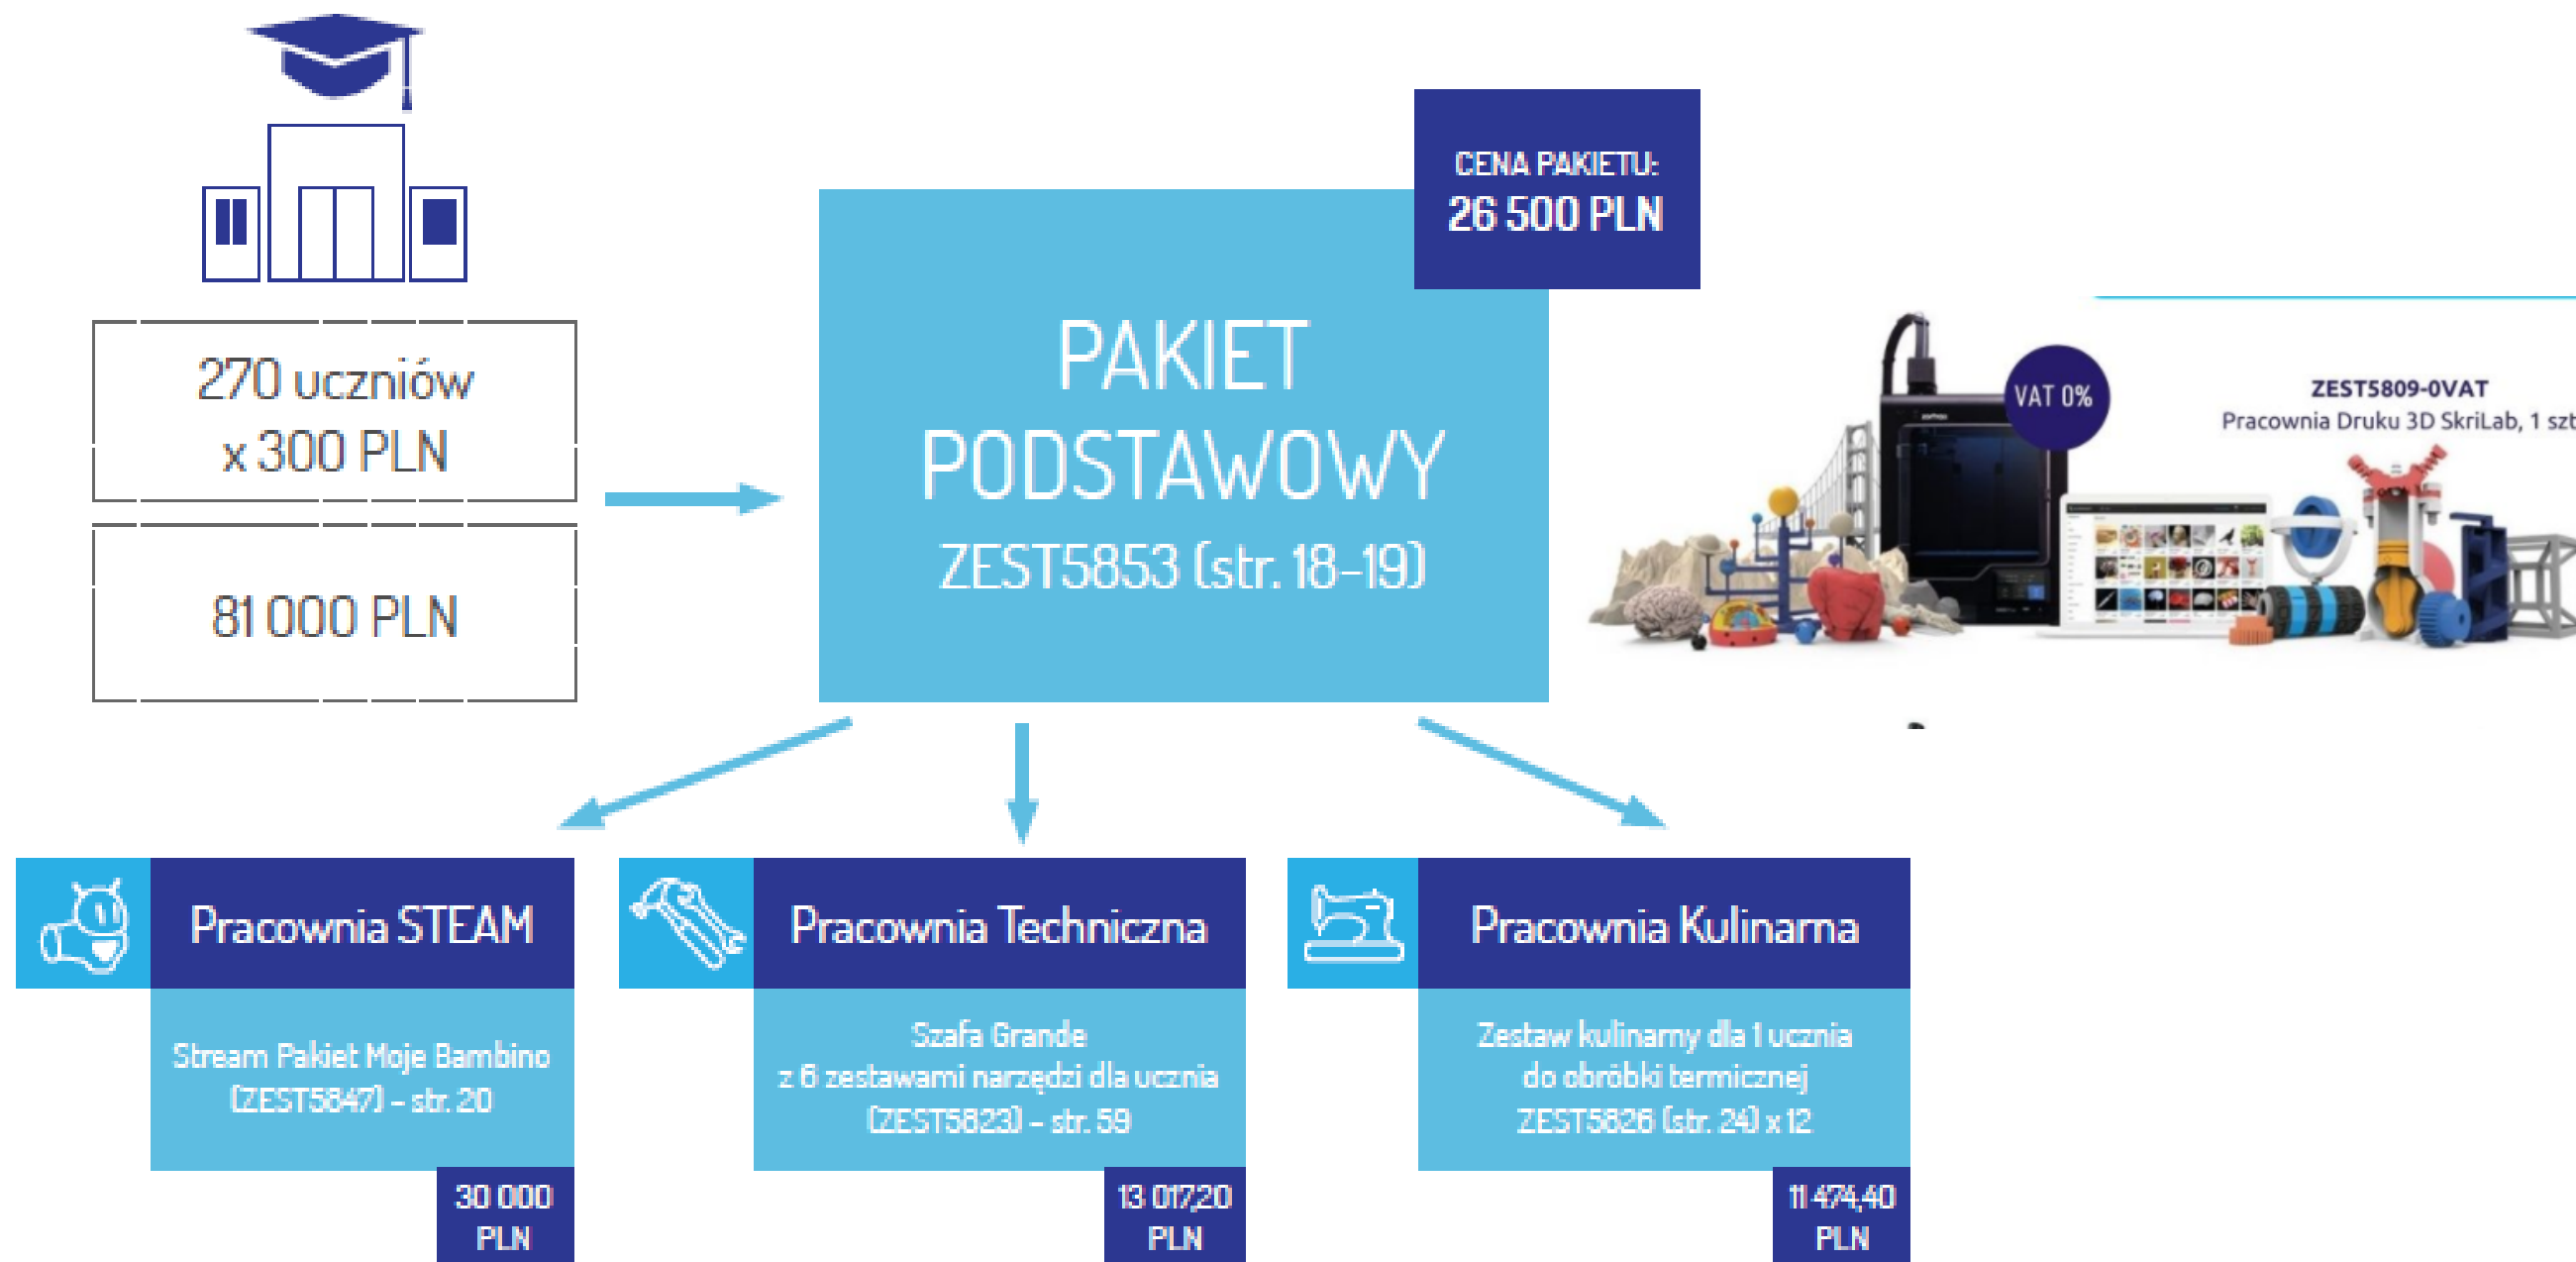 270 uczniów
x 300 PLN
81 000 PLN
CENA PAKIETU:
26 500 PLN
PAKIET
PODSTAWOWY
ZEST5853 (str. 18-19)
VAT 0%
ZEST5809-0VAT
Pracownia Druku 3D SkriLab, 1 szt
Pracownia STEAM
Stream Pakiet Moje Bambino
(ZEST5847) - str. 20
30 000
PLN
Pracownia Techniczna
Szafa Grande
z 6 zestawami narzędzi dla ucznia
(ZEST5823) - str. 59
13 017,20
PLN
Pracownia Kulinarna
Zestaw kulinarny dla 1 ucznia
do obróbki termicznej
ZEST5826 (str. 24) x 12
11 474,40
PLN